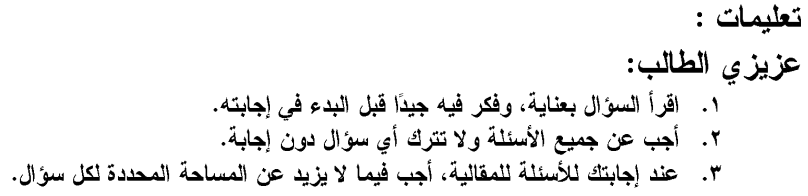 تعليمات :
عزيزي الطالب:
١. اقرأ السؤال بعناية، وفكر فيه جيدًا قبل البدء في إجابته.
٢. أجب عن جميع الأسئلة ولا تترك أي سؤال دون إجابة.
٣. عند إجابتك للأسئلة للمقالية، أجب فيما لا يزيد عن المساحة المحددة لكل سؤال.